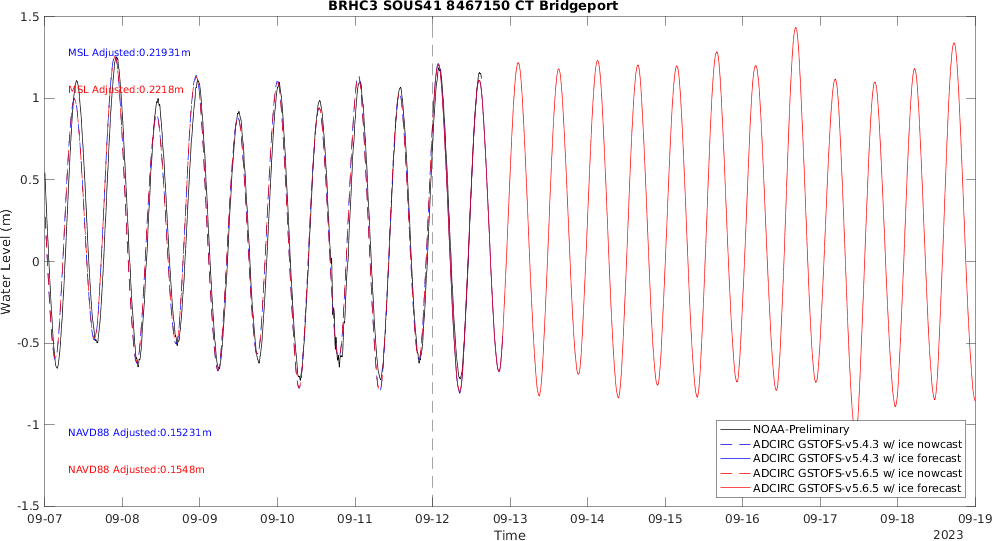 BRHC3 SOUS41 8467150 CT Bridgeport
1.5
MSL Adjusted:0.21931m
MSL Adjusted:0.2218m
1
0.5
0
Water Level (m)
-0.5
-1
NAVD88 Adjusted:0.15231m
NAVD88 Adjusted:0.1548m
NOAA-Preliminary
ADCIRC GSTOFS-v5.4.3 w/ ice nowcast
ADCIRC GSTOFS-v5.4.3 w/ ice forecast
ADCIRC GSTOFS-v5.6.5 w/ ice nowcast
ADCIRC GSTOFS-v5.6.5 w/ ice forecast
-1.5
09-07 09-08 09-09 09-10 09-11 09-12 09-13 09-14 09-15 09-16 09-17 09-18 09-19
Time
2023